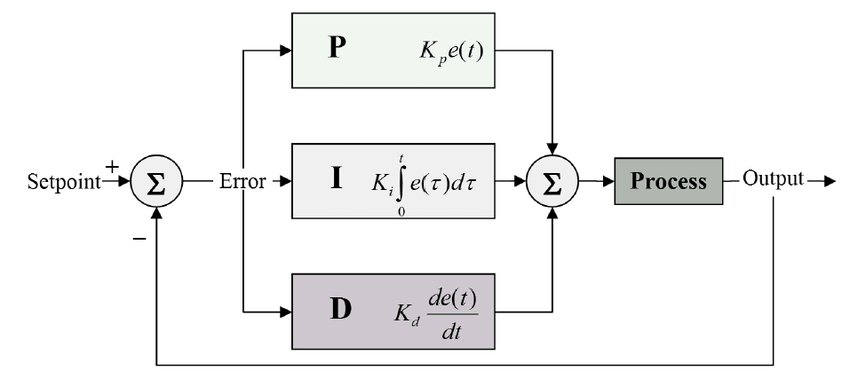 P K_p e(t)
Setpoint + Σ Error I K_i ∫_0^t e(τ)dτ Σ Process Output
−
D K_d de(t)/dt